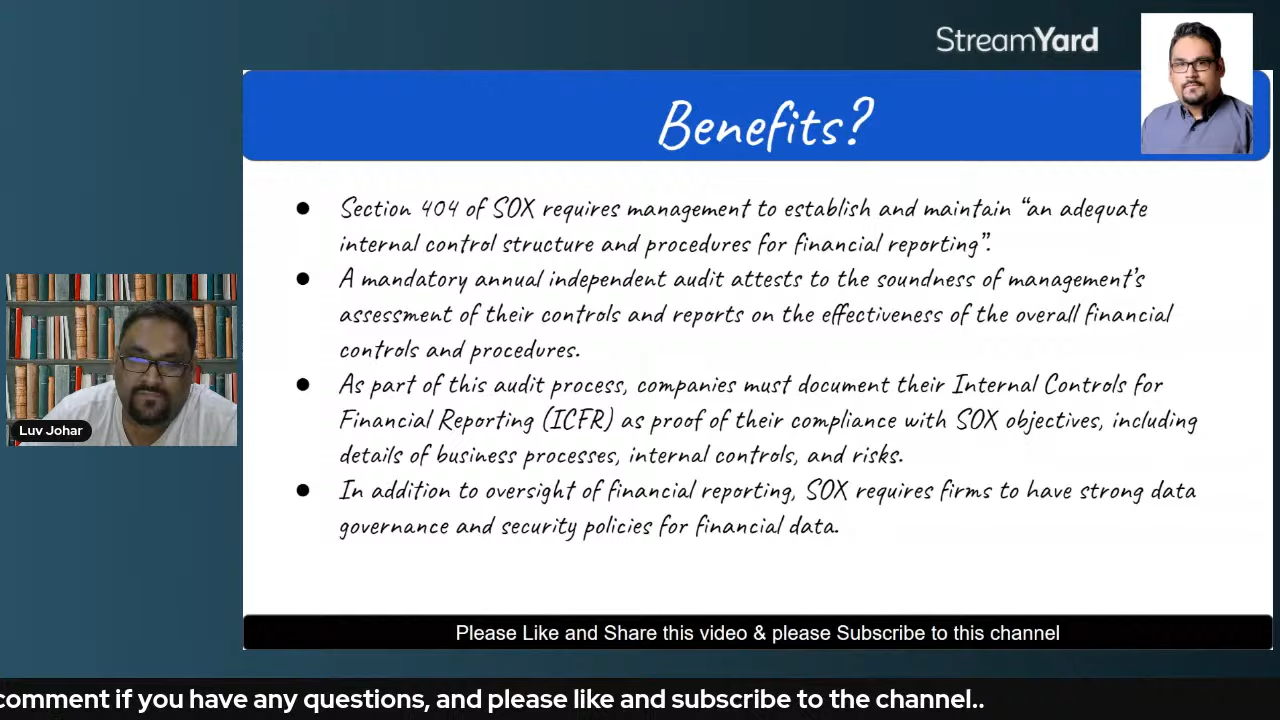 StreamYard
Benefits?
● Section 404 of SOX requires management to establish and maintain “an adequate
internal control structure and procedures for financial reporting”.
● A mandatory annual independent audit attests to the soundness of management’s
assessment of their controls and reports on the effectiveness of the overall financial
controls and procedures.
● As part of this audit process, companies must document their Internal Controls for
Financial Reporting (ICFR) as proof of their compliance with SOX objectives, including
details of business processes, internal controls, and risks.
● In addition to oversight of financial reporting, SOX requires firms to have strong data
governance and security policies for financial data.
Luv Johar
Please Like and Share this video & please Subscribe to this channel
comment if you have any questions, and please like and subscribe to the channel..